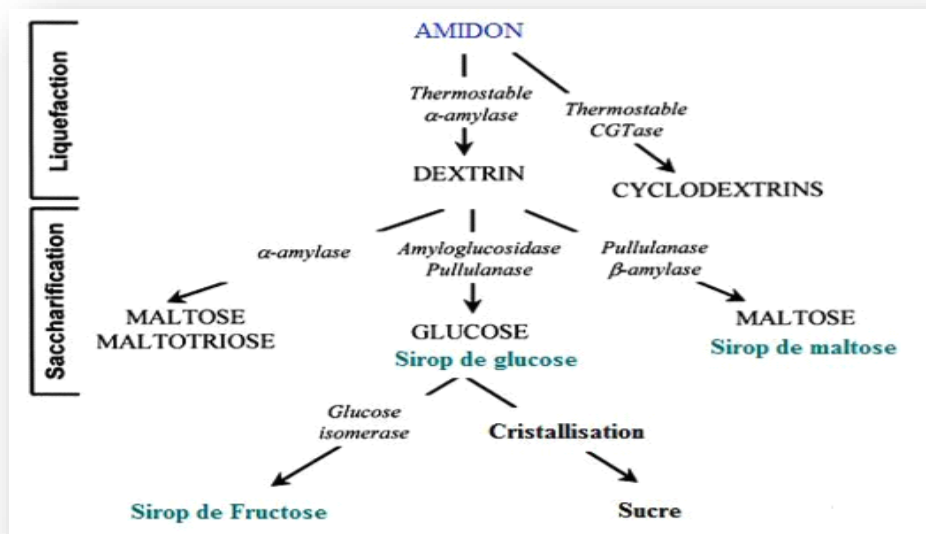 AMIDON
Liquefaction
Thermostable
α-amylase
Thermostable
CGTase
DEXTRIN
CYCLODEXTRINS
Saccharification
α-amylase
Amyloglucosidase
Pullulanase
Pullulanase
β-amylase
MALTOSE
MALTOTRIOSE
GLUCOSE
Sirop de glucose
MALTOSE
Sirop de maltose
Glucose
isomerase
Cristallisation
Sirop de Fructose
Sucre